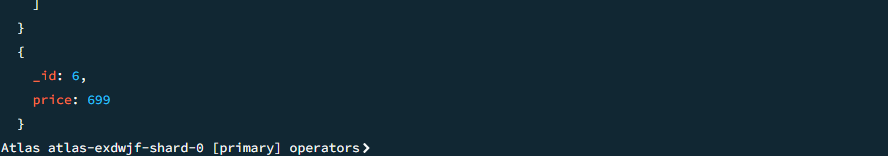 ]
}
{
_id: 6,
price: 699
}
Atlas atlas-exdwjf-shard-0 [primary] operators>